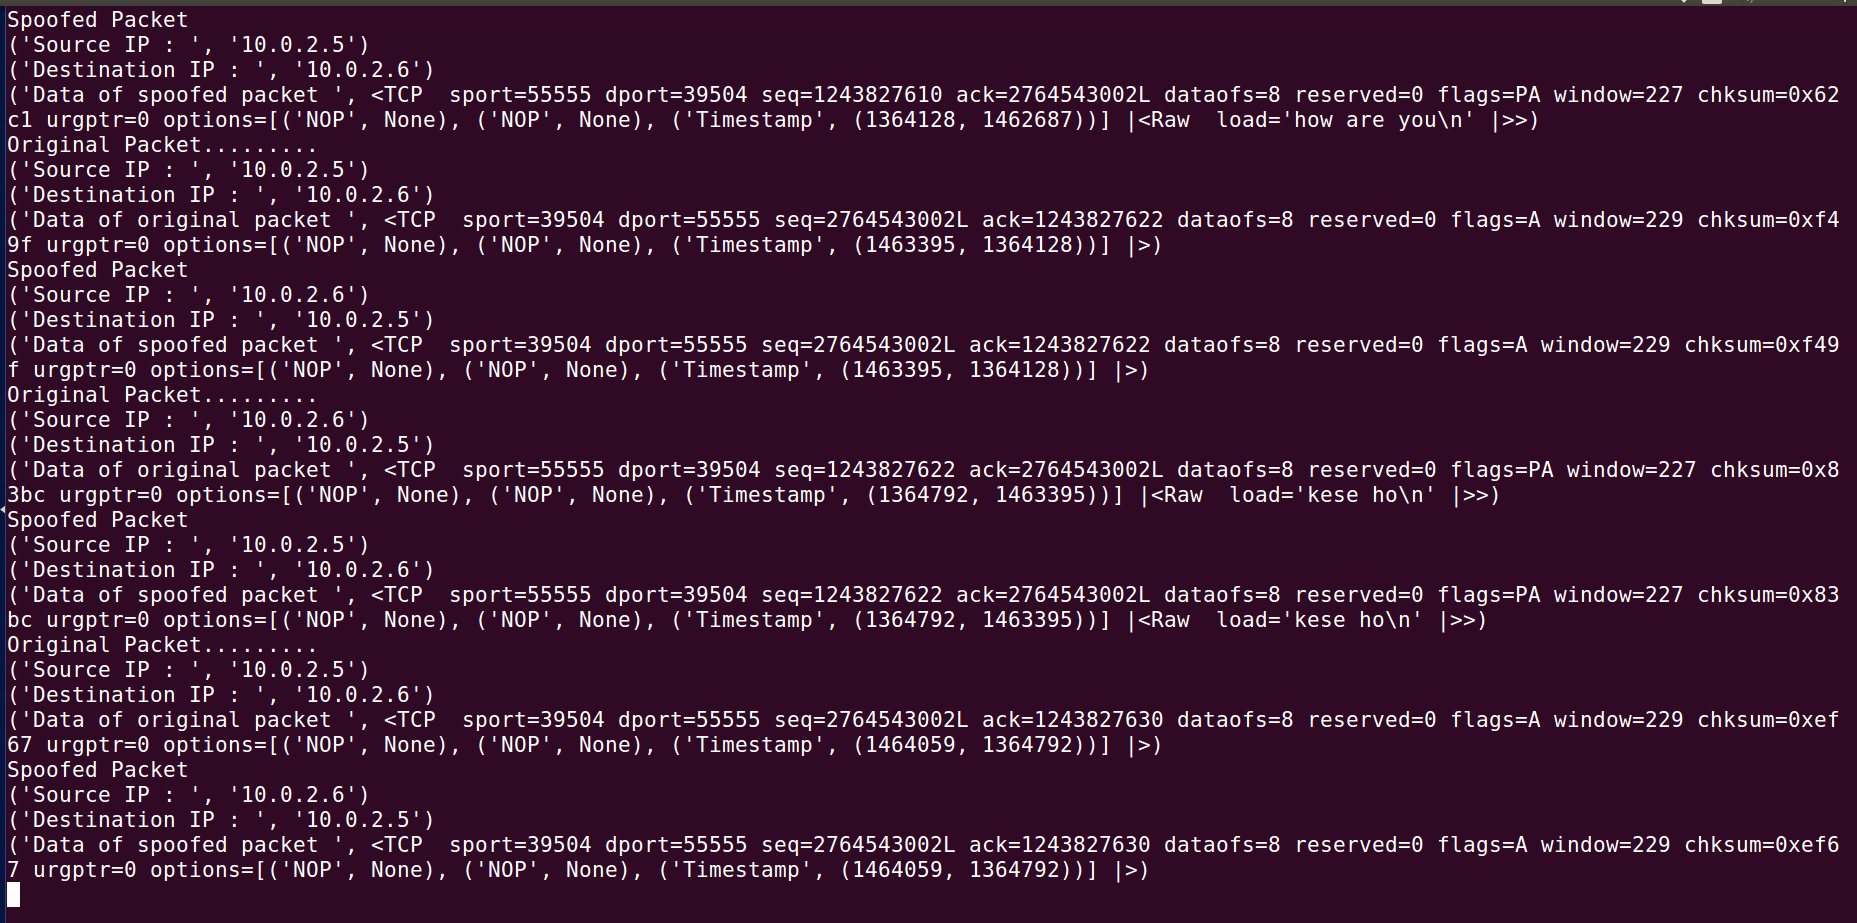 Spoofed Packet
('Source IP : ', '10.0.2.5')
('Destination IP : ', '10.0.2.6')
('Data of spoofed packet ', <TCP  sport=55555 dport=39504 seq=1243827610 ack=2764543002L dataofs=8 reserved=0 flags=PA window=227 chksum=0x62
c1 urgptr=0 options=[('NOP', None), ('NOP', None), ('Timestamp', (1364128, 1462687))] |<Raw  load='how are you\n' |>>)
Original Packet.........
('Source IP : ', '10.0.2.5')
('Destination IP : ', '10.0.2.6')
('Data of original packet ', <TCP  sport=39504 dport=55555 seq=2764543002L ack=1243827622 dataofs=8 reserved=0 flags=A window=229 chksum=0xf4
9f urgptr=0 options=[('NOP', None), ('NOP', None), ('Timestamp', (1463395, 1364128))] |>)
Spoofed Packet
('Source IP : ', '10.0.2.6')
('Destination IP : ', '10.0.2.5')
('Data of spoofed packet ', <TCP  sport=39504 dport=55555 seq=2764543002L ack=1243827622 dataofs=8 reserved=0 flags=A window=229 chksum=0xf49
f urgptr=0 options=[('NOP', None), ('NOP', None), ('Timestamp', (1463395, 1364128))] |>)
Original Packet.........
('Source IP : ', '10.0.2.6')
('Destination IP : ', '10.0.2.5')
('Data of original packet ', <TCP  sport=55555 dport=39504 seq=1243827622 ack=2764543002L dataofs=8 reserved=0 flags=PA window=227 chksum=0x8
3bc urgptr=0 options=[('NOP', None), ('NOP', None), ('Timestamp', (1364792, 1463395))] |<Raw  load='kese ho\n' |>>)
Spoofed Packet
('Source IP : ', '10.0.2.5')
('Destination IP : ', '10.0.2.6')
('Data of spoofed packet ', <TCP  sport=55555 dport=39504 seq=1243827622 ack=2764543002L dataofs=8 reserved=0 flags=PA window=227 chksum=0x83
bc urgptr=0 options=[('NOP', None), ('NOP', None), ('Timestamp', (1364792, 1463395))] |<Raw  load='kese ho\n' |>>)
Original Packet.........
('Source IP : ', '10.0.2.5')
('Destination IP : ', '10.0.2.6')
('Data of original packet ', <TCP  sport=39504 dport=55555 seq=2764543002L ack=1243827630 dataofs=8 reserved=0 flags=A window=229 chksum=0xef
67 urgptr=0 options=[('NOP', None), ('NOP', None), ('Timestamp', (1464059, 1364792))] |>)
Spoofed Packet
('Source IP : ', '10.0.2.6')
('Destination IP : ', '10.0.2.5')
('Data of spoofed packet ', <TCP  sport=39504 dport=55555 seq=2764543002L ack=1243827630 dataofs=8 reserved=0 flags=A window=229 chksum=0xef6
7 urgptr=0 options=[('NOP', None), ('NOP', None), ('Timestamp', (1464059, 1364792))] |>)